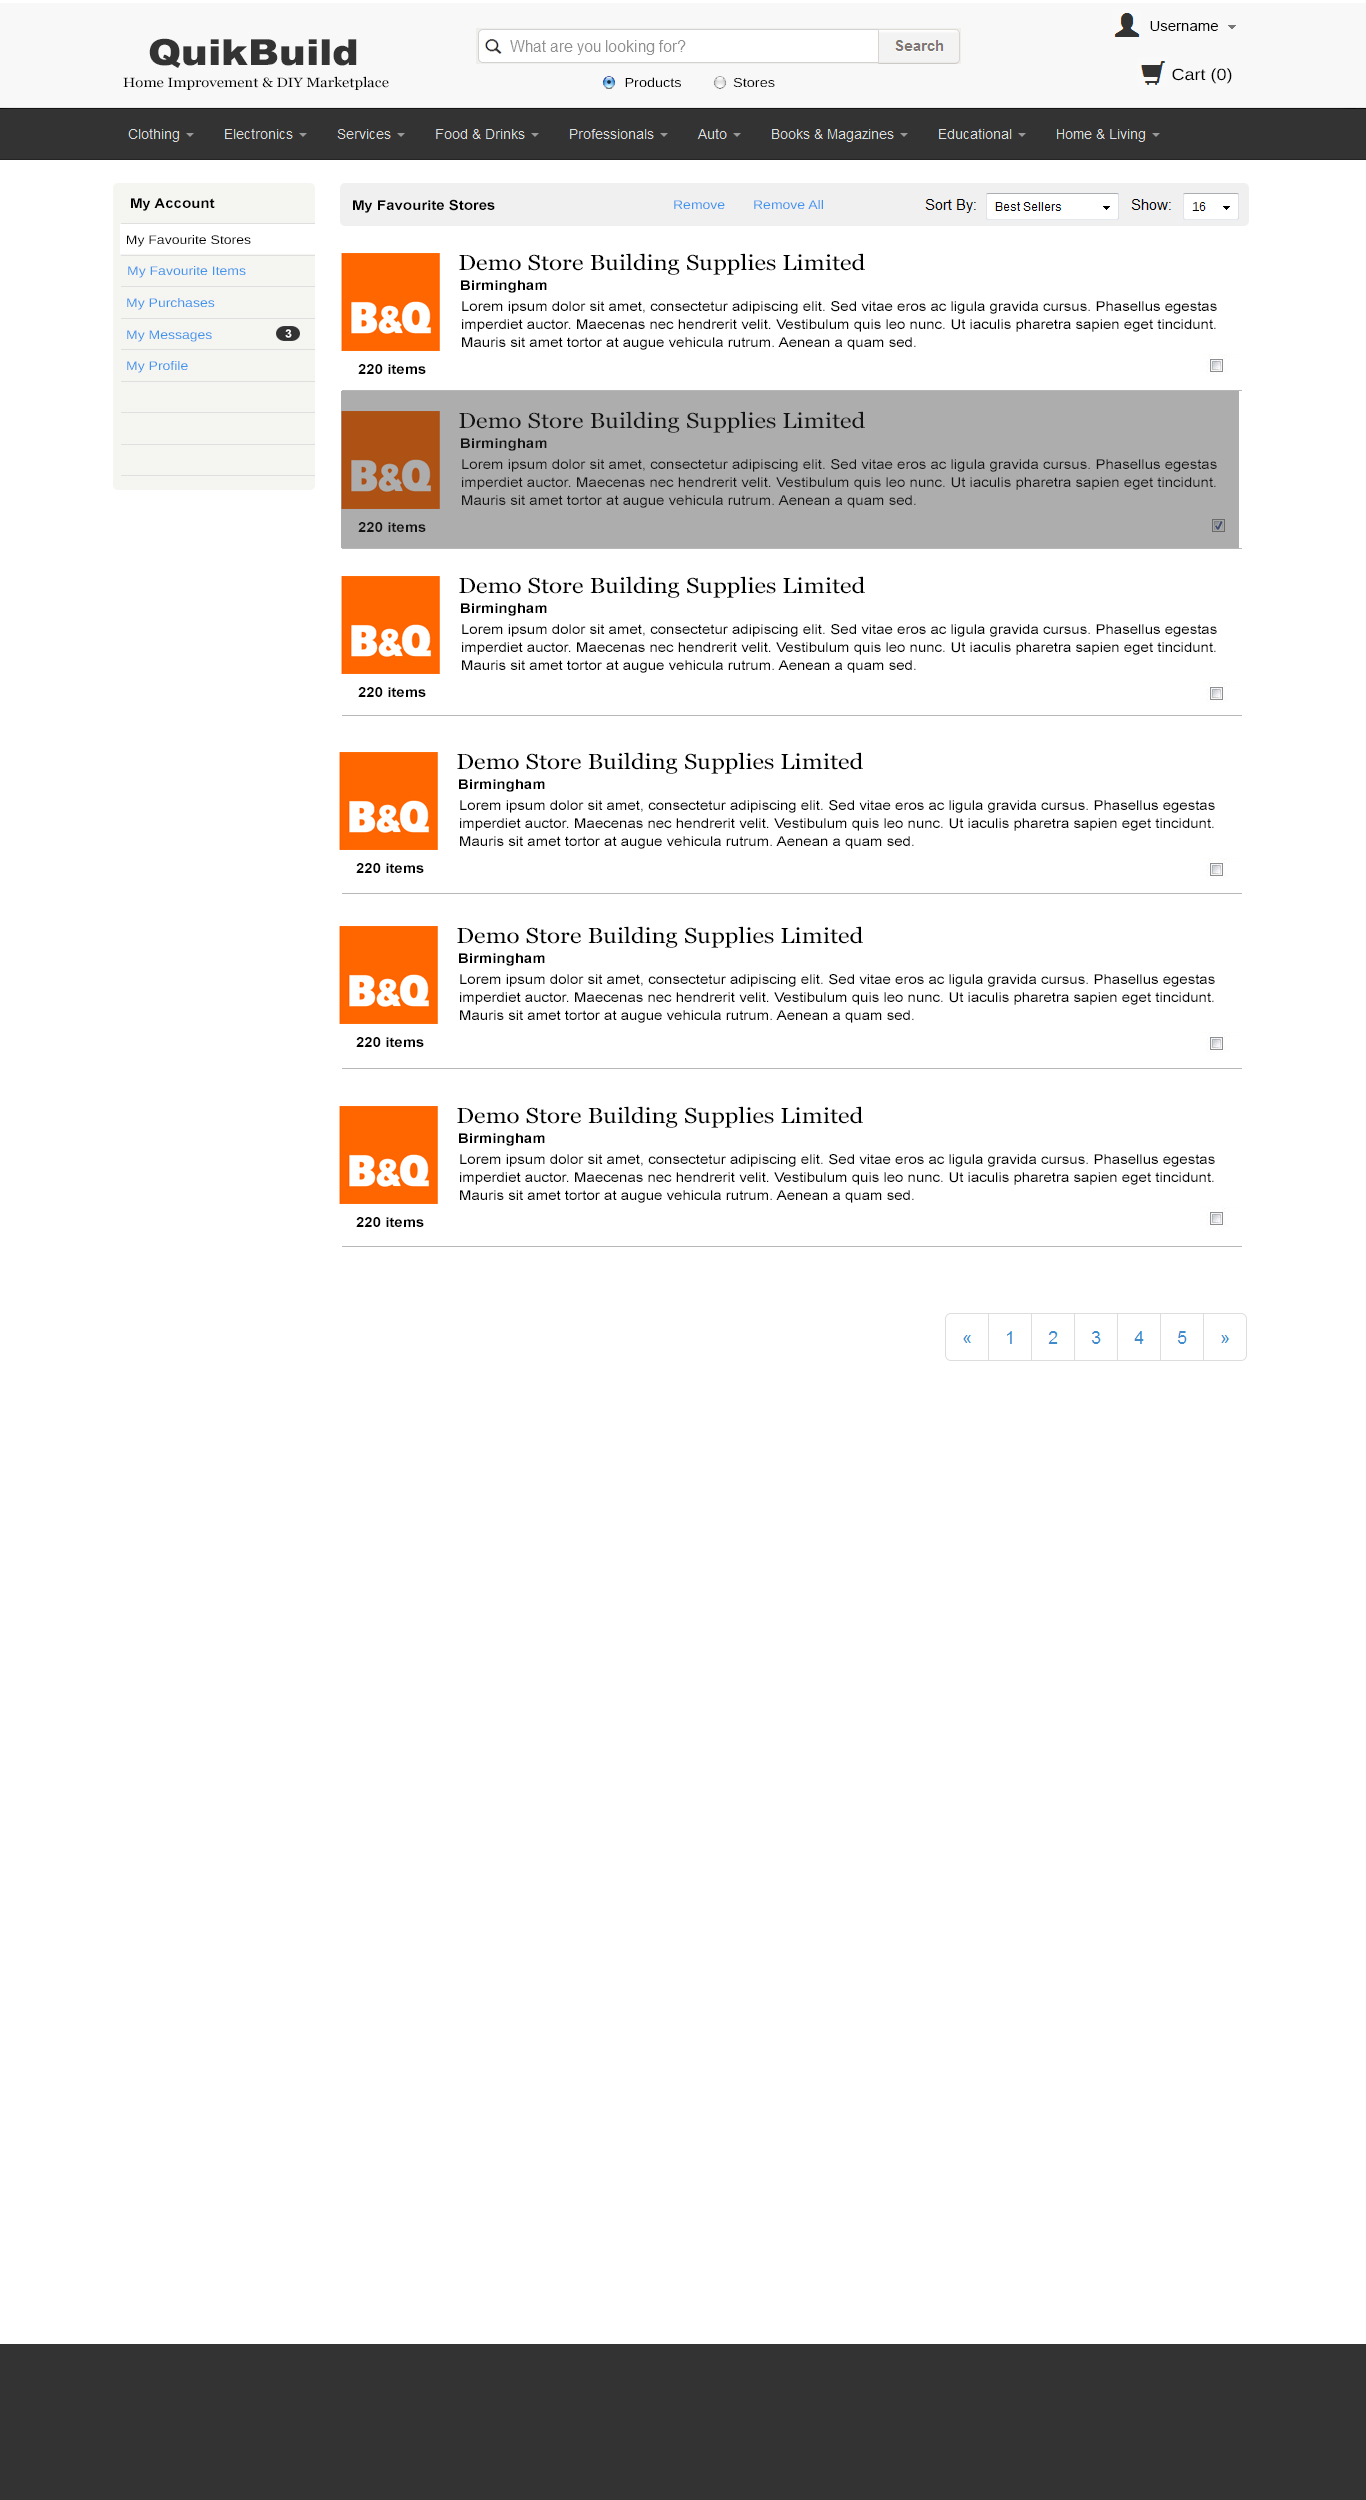 QuikBuild
Home Improvement & DIY Marketplace
What are you looking for?
Search
Products
Stores
Username
Cart (0)
Clothing
Electronics
Services
Food & Drinks
Professionals
Auto
Books & Magazines
Educational
Home & Living
My Account
My Favourite Stores
My Favourite Items
My Purchases
My Messages
3
My Profile
My Favourite Stores
Remove
Remove All
Sort By:
Best Sellers
Show:
16
B&Q
220 items
Demo Store Building Supplies Limited
Birmingham
Lorem ipsum dolor sit amet, consectetur adipiscing elit. Sed vitae eros ac ligula gravida cursus. Phasellus egestas
imperdiet auctor. Maecenas nec hendrerit velit. Vestibulum quis leo nunc. Ut iaculis pharetra sapien eget tincidunt.
Mauris sit amet tortor at augue vehicula rutrum. Aenean a quam sed.
B&Q
220 items
Demo Store Building Supplies Limited
Birmingham
Lorem ipsum dolor sit amet, consectetur adipiscing elit. Sed vitae eros ac ligula gravida cursus. Phasellus egestas
imperdiet auctor. Maecenas nec hendrerit velit. Vestibulum quis leo nunc. Ut iaculis pharetra sapien eget tincidunt.
Mauris sit amet tortor at augue vehicula rutrum. Aenean a quam sed.
B&Q
220 items
Demo Store Building Supplies Limited
Birmingham
Lorem ipsum dolor sit amet, consectetur adipiscing elit. Sed vitae eros ac ligula gravida cursus. Phasellus egestas
imperdiet auctor. Maecenas nec hendrerit velit. Vestibulum quis leo nunc. Ut iaculis pharetra sapien eget tincidunt.
Mauris sit amet tortor at augue vehicula rutrum. Aenean a quam sed.
B&Q
220 items
Demo Store Building Supplies Limited
Birmingham
Lorem ipsum dolor sit amet, consectetur adipiscing elit. Sed vitae eros ac ligula gravida cursus. Phasellus egestas
imperdiet auctor. Maecenas nec hendrerit velit. Vestibulum quis leo nunc. Ut iaculis pharetra sapien eget tincidunt.
Mauris sit amet tortor at augue vehicula rutrum. Aenean a quam sed.
B&Q
220 items
Demo Store Building Supplies Limited
Birmingham
Lorem ipsum dolor sit amet, consectetur adipiscing elit. Sed vitae eros ac ligula gravida cursus. Phasellus egestas
imperdiet auctor. Maecenas nec hendrerit velit. Vestibulum quis leo nunc. Ut iaculis pharetra sapien eget tincidunt.
Mauris sit amet tortor at augue vehicula rutrum. Aenean a quam sed.
B&Q
220 items
Demo Store Building Supplies Limited
Birmingham
Lorem ipsum dolor sit amet, consectetur adipiscing elit. Sed vitae eros ac ligula gravida cursus. Phasellus egestas
imperdiet auctor. Maecenas nec hendrerit velit. Vestibulum quis leo nunc. Ut iaculis pharetra sapien eget tincidunt.
Mauris sit amet tortor at augue vehicula rutrum. Aenean a quam sed.
« 1 2 3 4 5 »